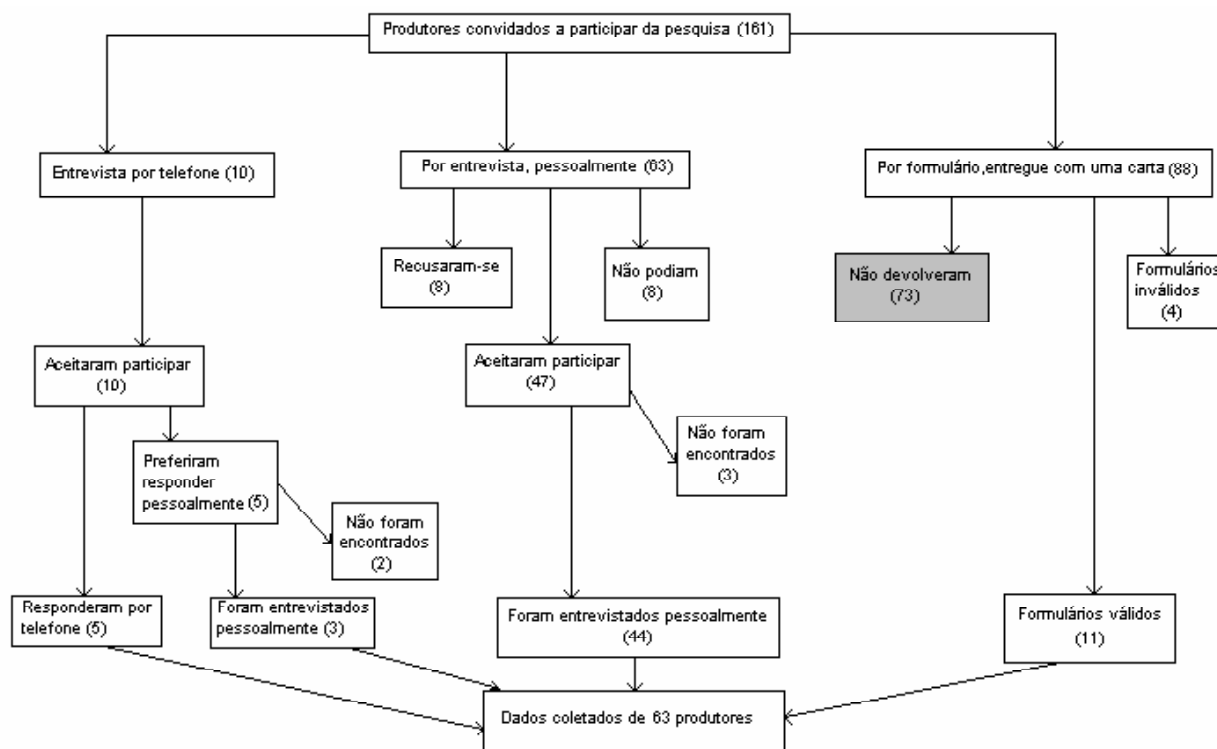 Produtores convidados a participar da pesquisa (161)
Entrevista por telefone (10)
Por entrevista, pessoalmente (63)
Por formulário,entregue com uma carta (88)
Recusaram-se
(8)
Não podiam
(8)
Não devolveram
(73)
Formulários
inválidos
(4)
Aceitaram participar
(10)
Aceitaram participar
(47)
Não foram
encontrados
(3)
Preferiram
responder
pessoalmente (5)
Não foram
encontrados
(2)
Responderam por
telefone (5)
Foram entrevistados
pessoalmente (3)
Foram entrevistados pessoalmente
(44)
Formulários válidos
(11)
Dados coletados de 63 produtores